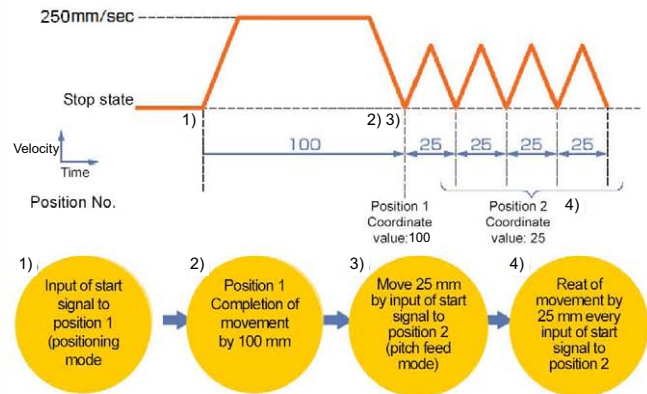 250mm/sec
Stop state
1)
2) 3)
100
25
25
25
25
Velocity
Time
Position No.
Position 1
Coordinate
value:100
Position 2
Coordinate
value: 25
4)
1)
Input of start
signal to
position 1
(positioning
mode
2)
Position 1
Completion of
movement
by 100 mm
3)
Move 25 mm
by input of start
signal to
position 2
(pitch feed
mode)
4)
Reat of
movement by
25 mm every
input of start
signal to
position 2